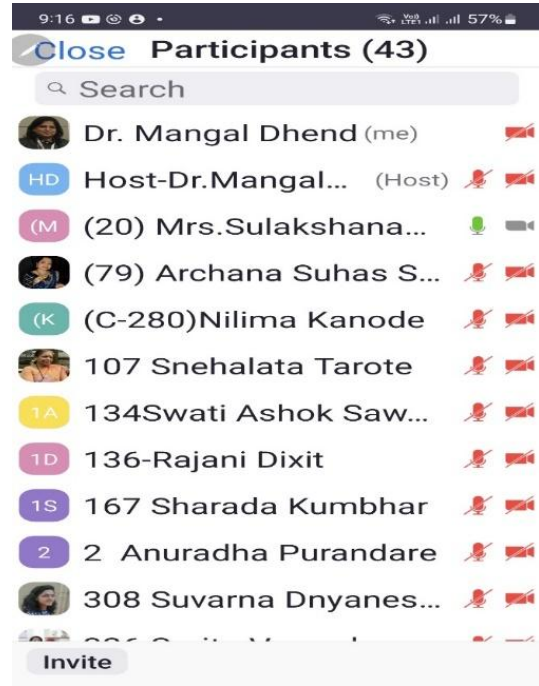 9:16 VoD LTE1 57%
Close Participants (43)
Search
Dr. Mangal Dhend (me)
HD Host-Dr.Mangal... (Host)
(M (20) Mrs.Sulakshana...
(79) Archana Suhas S...
(K (C-280)Nilima Kanode
107 Snehalata Tarote
1A 134Swati Ashok Saw...
1D 136-Rajani Dixit
1S 167 Sharada Kumbhar
2 2 Anuradha Purandare
308 Suvarna Dnyanes...
Invite